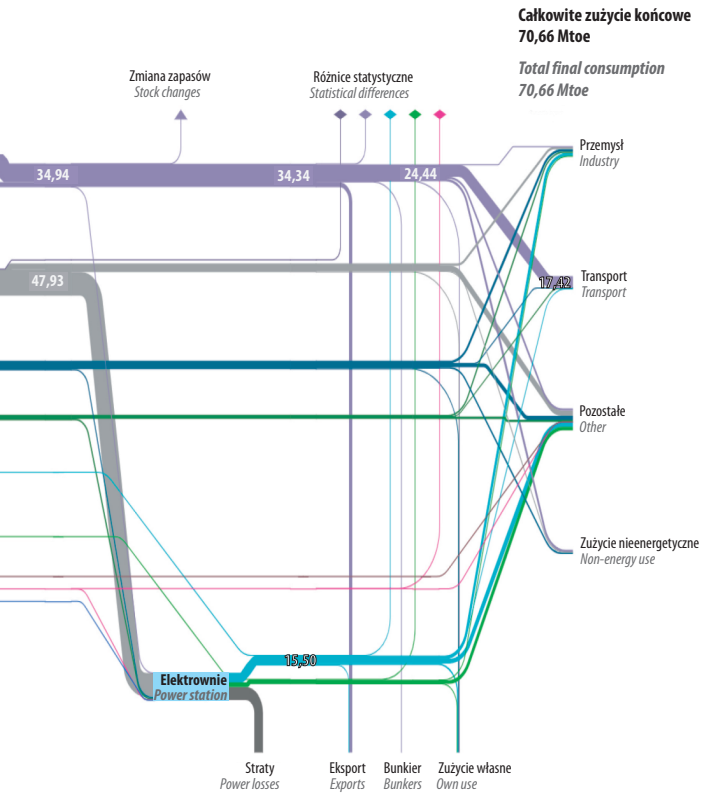 Całkowite zużycie końcowe
70,66 Mtoe
Total final consumption
70,66 Mtoe
Zmiana zapasów
Stock changes
Różnice statystyczne
Statistical differences
Przemysł
Industry
34,94
34,34
24,44
47,93
17,42
Transport
Transport
Pozostałe
Other
Zużycie nieenergetyczne
Non-energy use
15,50
Elektrownie
Power station
Straty
Power losses
Eksport
Exports
Bunkier
Bunkers
Zużycie własne
Own use